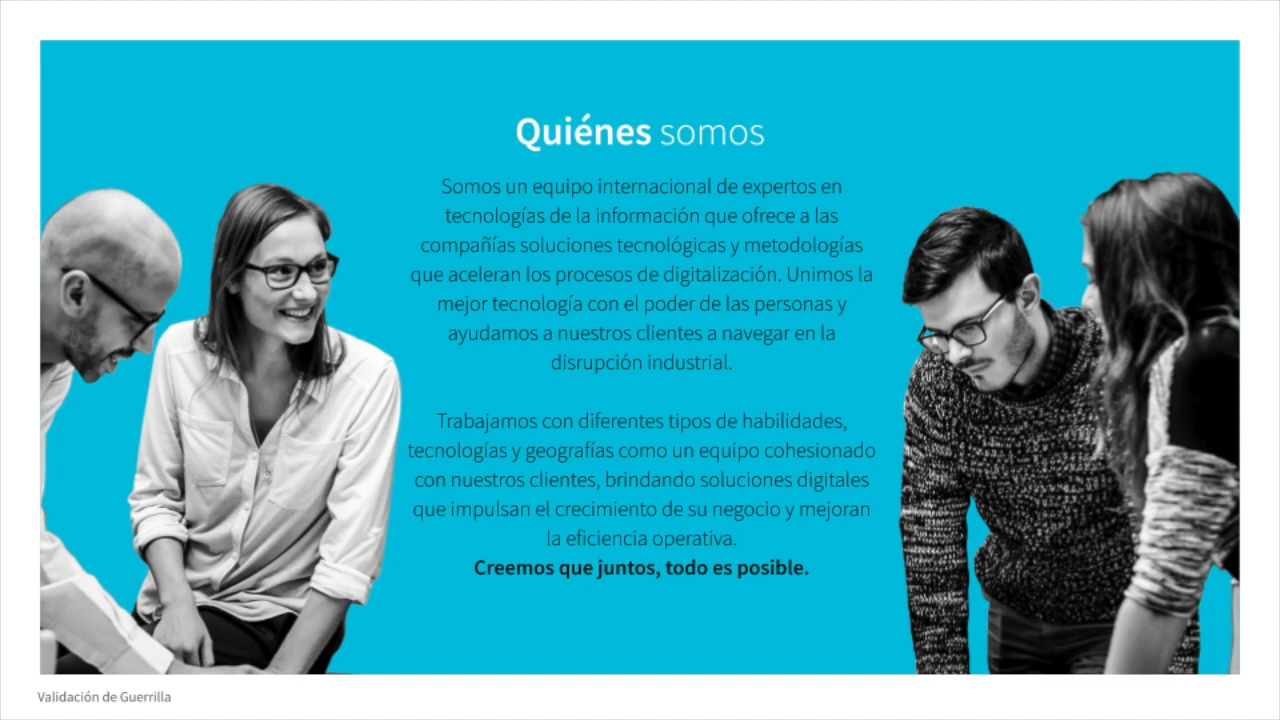 Quiénes somos
Somos un equipo internacional de expertos en
tecnologías de la información que ofrece a las
compañías soluciones tecnológicas y metodologías
que aceleran los procesos de digitalización. Unimos la
mejor tecnología con el poder de las personas y
ayudamos a nuestros clientes a navegar en la
disrupción industrial.
Trabajamos con diferentes tipos de habilidades,
tecnologías y geografías como un equipo cohesionado
con nuestros clientes, brindando soluciones digitales
que impulsan el crecimiento de su negocio y mejoran
la eficiencia operativa.
Creemos que juntos, todo es posible.
Validación de Guerrilla